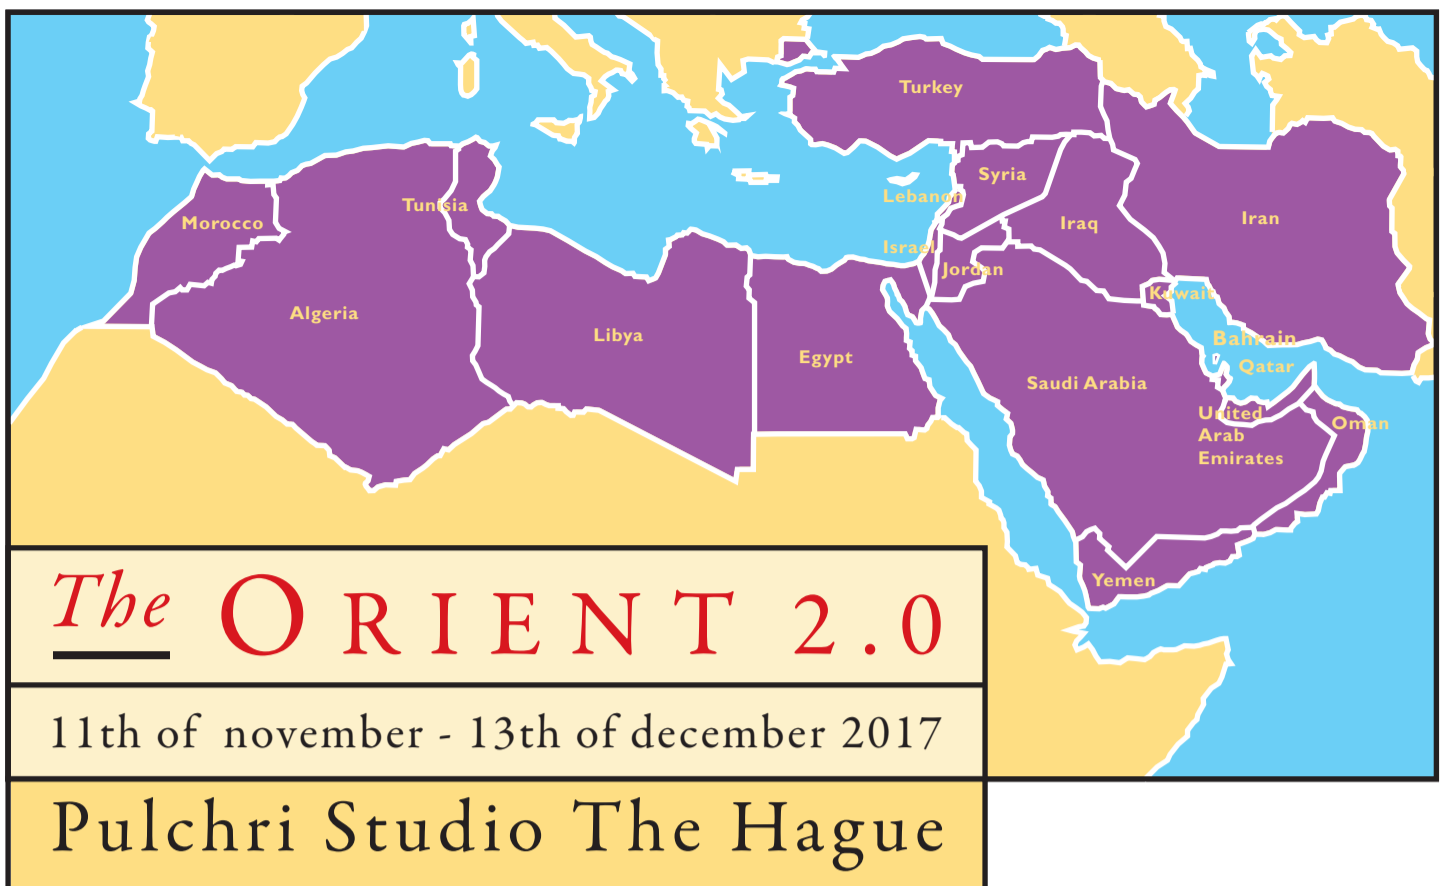 Turkey
Syria
Lebanon
Tunisia
Morocco
Iraq
Iran
Israel
Jordan
Kuwait
Algeria
Libya
Egypt
Bahrain
Qatar
Saudi Arabia
United
Arab
Emirates
Oman
Yemen
The ORIENT 2.0
11th of november - 13th of december 2017
Pulchri Studio The Hague